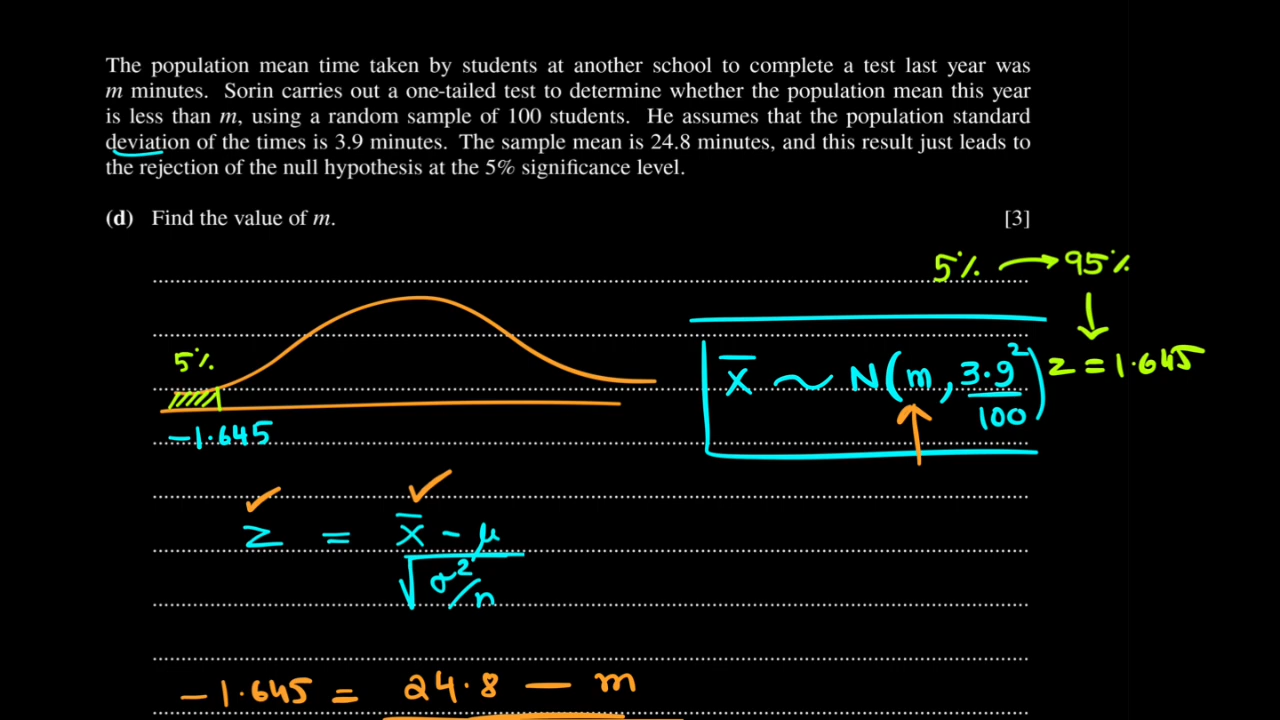 The population mean time taken by students at another school to complete a test last year was
m minutes. Sorin carries out a one-tailed test to determine whether the population mean this year
is less than m, using a random sample of 100 students. He assumes that the population standard
deviation of the times is 3.9 minutes. The sample mean is 24.8 minutes, and this result just leads to
the rejection of the null hypothesis at the 5% significance level.
(d) Find the value of m. [3]
5% → 95%
↓
z = 1.645
5%
-1.645
x̄ ~ N(m, 3.9²/100)
z = x̄ - μ / √σ²/n
-1.645 = 24.8 - m